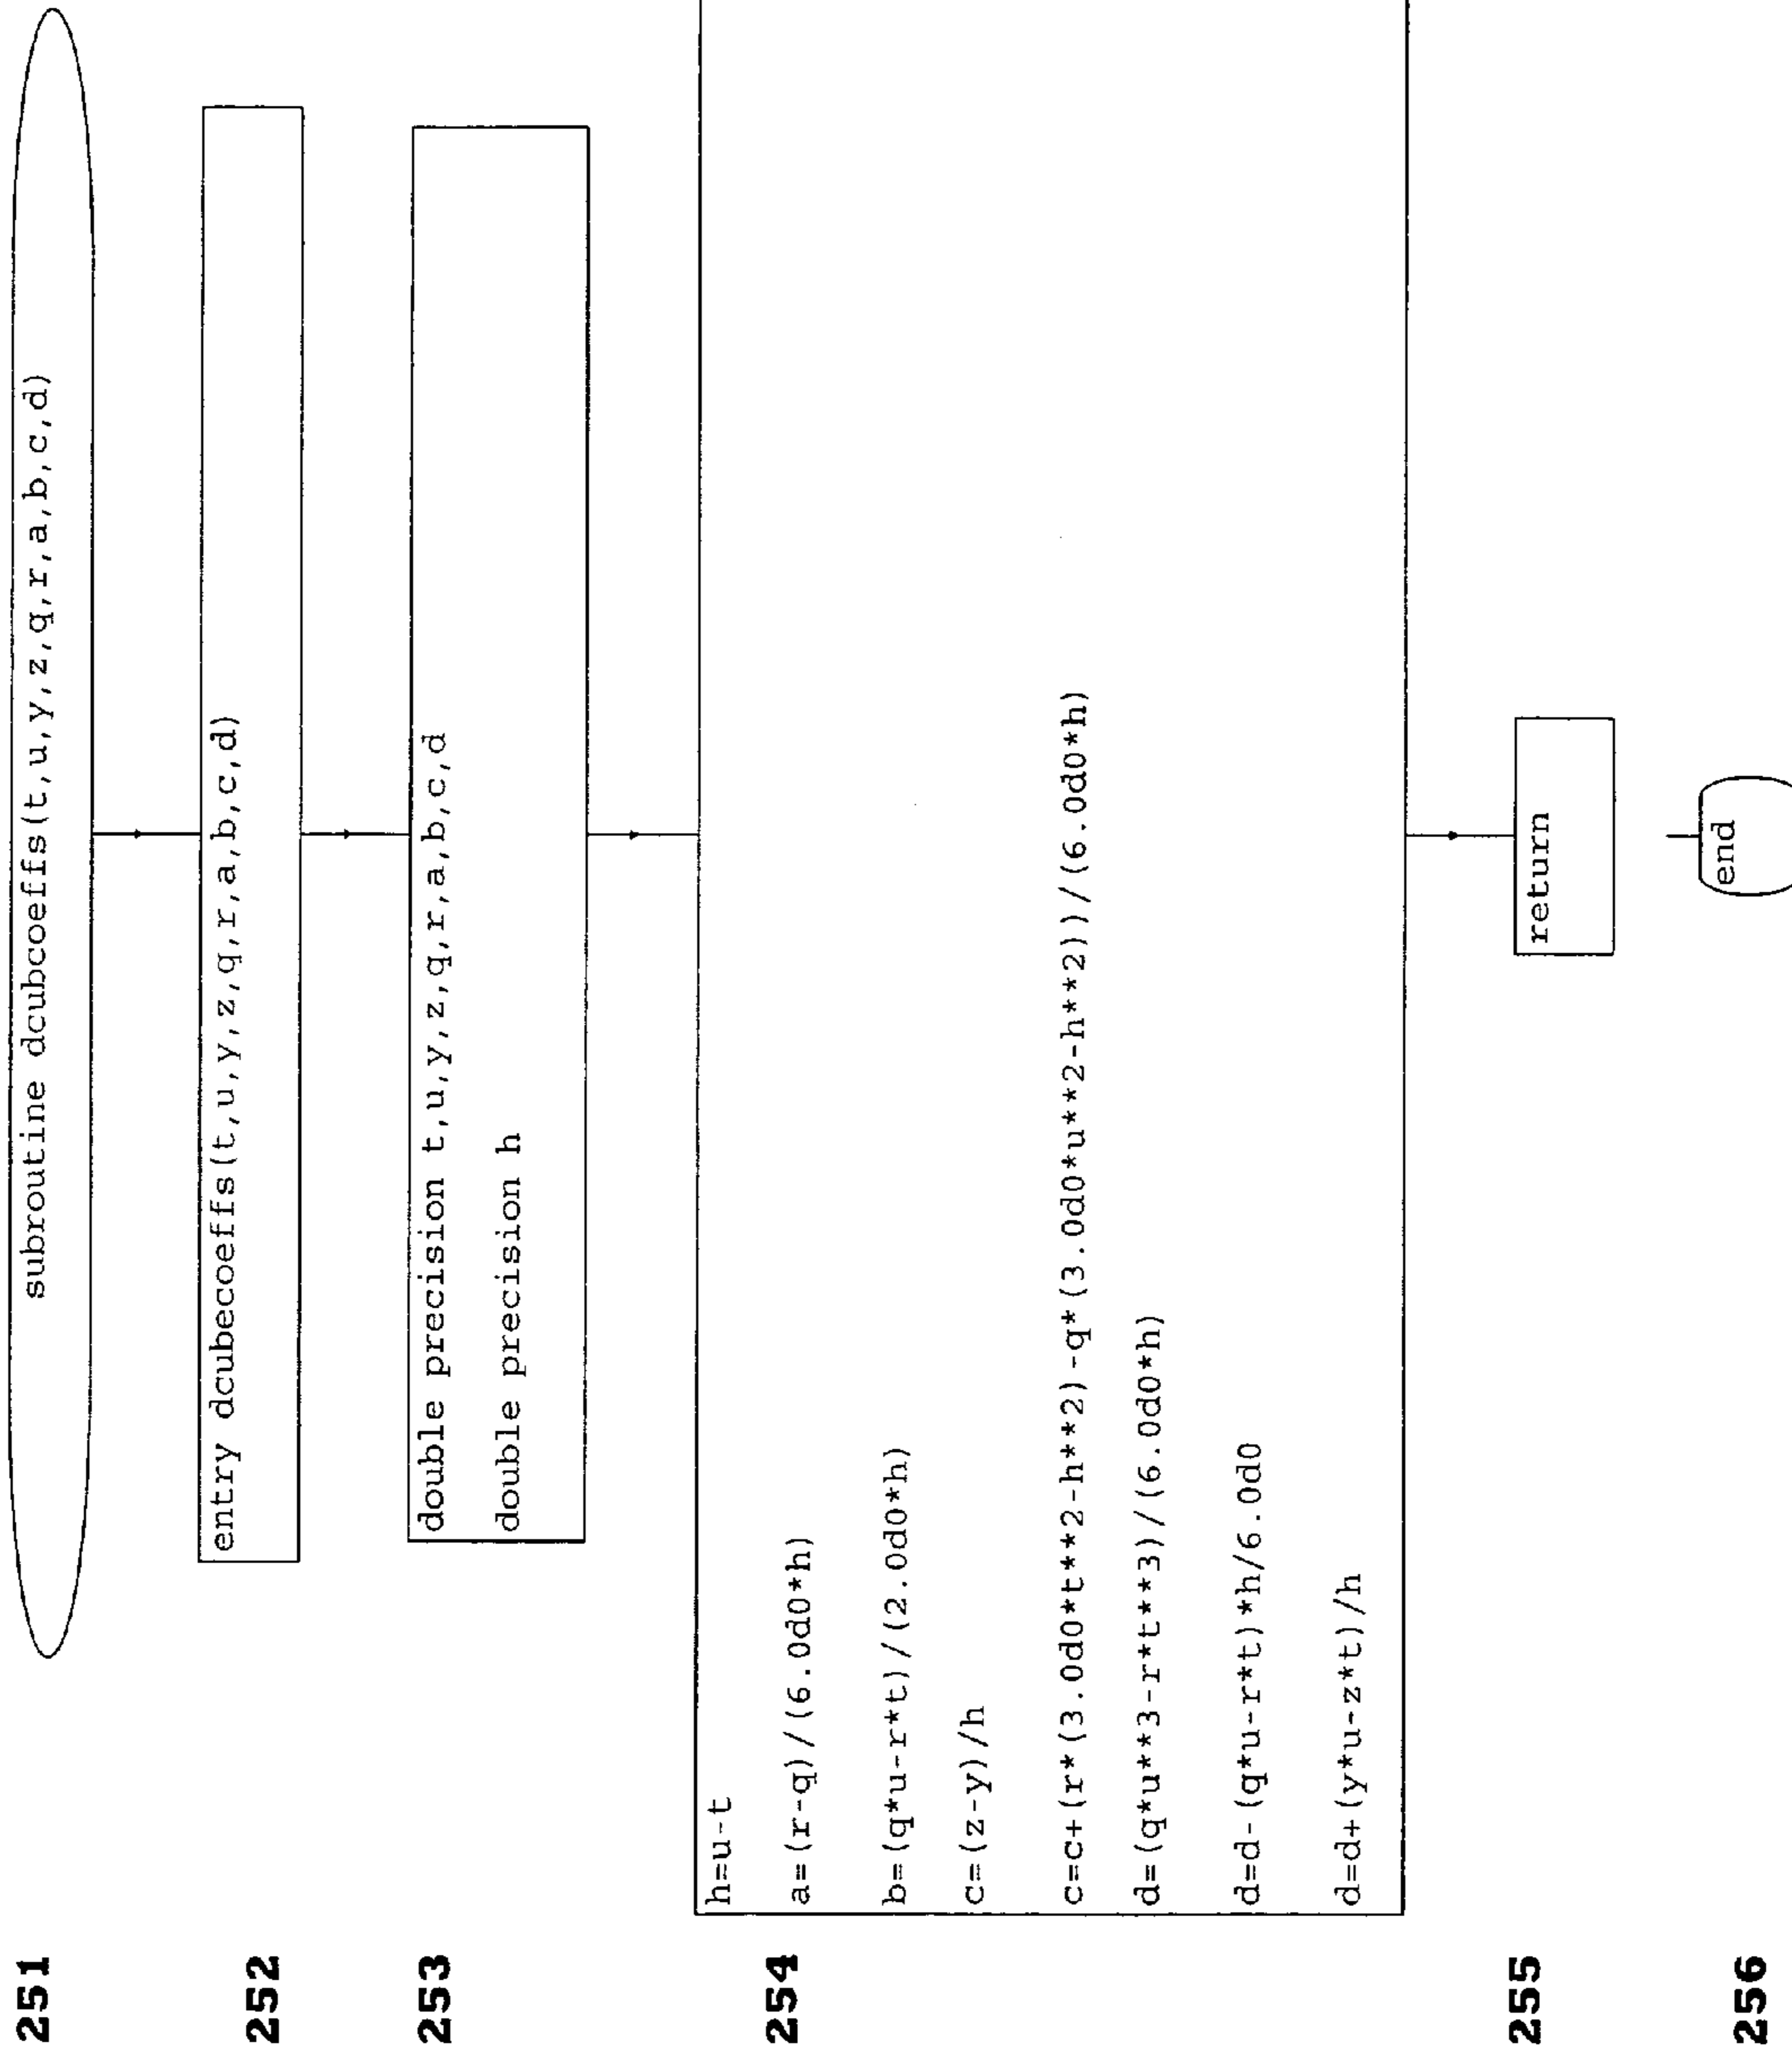 251
subroutine dcubcoeffs(t,u,y,z,q,r,a,b,c,d)
252
entry dcubecoeffs(t,u,y,z,q,r,a,b,c,d)
253
double precision t,u,y,z,q,r,a,b,c,d
double precision h
254
h=u-t
a=(r-q)/(6.0d0*h)
b=(q*u-r*t)/(2.0d0*h)
c=(z-y)/h
c=c+(r*(3.0d0*t**2-h**2)-q*(3.0d0*u**2-h**2))/(6.0d0*h)
d=(q*u**3-r*t**3)/(6.0d0*h)
d=d-(q*u-r*t)*h/6.0d0
d=d+(y*u-z*t)/h
255
return
256
end